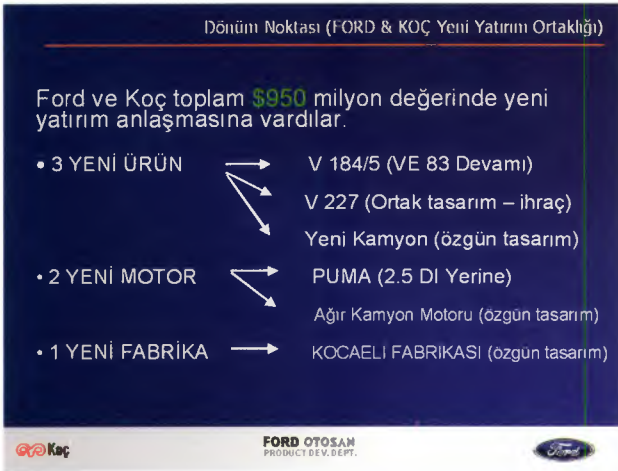 Dönüm Noktası (FORD & KOÇ Yeni Yatırım Ortaklığı)
Ford ve Koç toplam $950 milyon değerinde yeni
yatırım anlaşmasına vardılar.
• 3 YENİ ÜRÜN
V 184/5 (VE 83 Devamı)
V 227 (Ortak tasarım – ihraç)
Yeni Kamyon (özgün tasarım)
• 2 YENİ MOTOR
PUMA (2.5 DI Yerine)
Ağır Kamyon Motoru (özgün tasarım)
• 1 YENİ FABRİKA
KOCAELİ FABRIKASI (özgün tasarım)
Koç
FORD OTOSAN
PRODUCT DEV. DEPT.
Ford